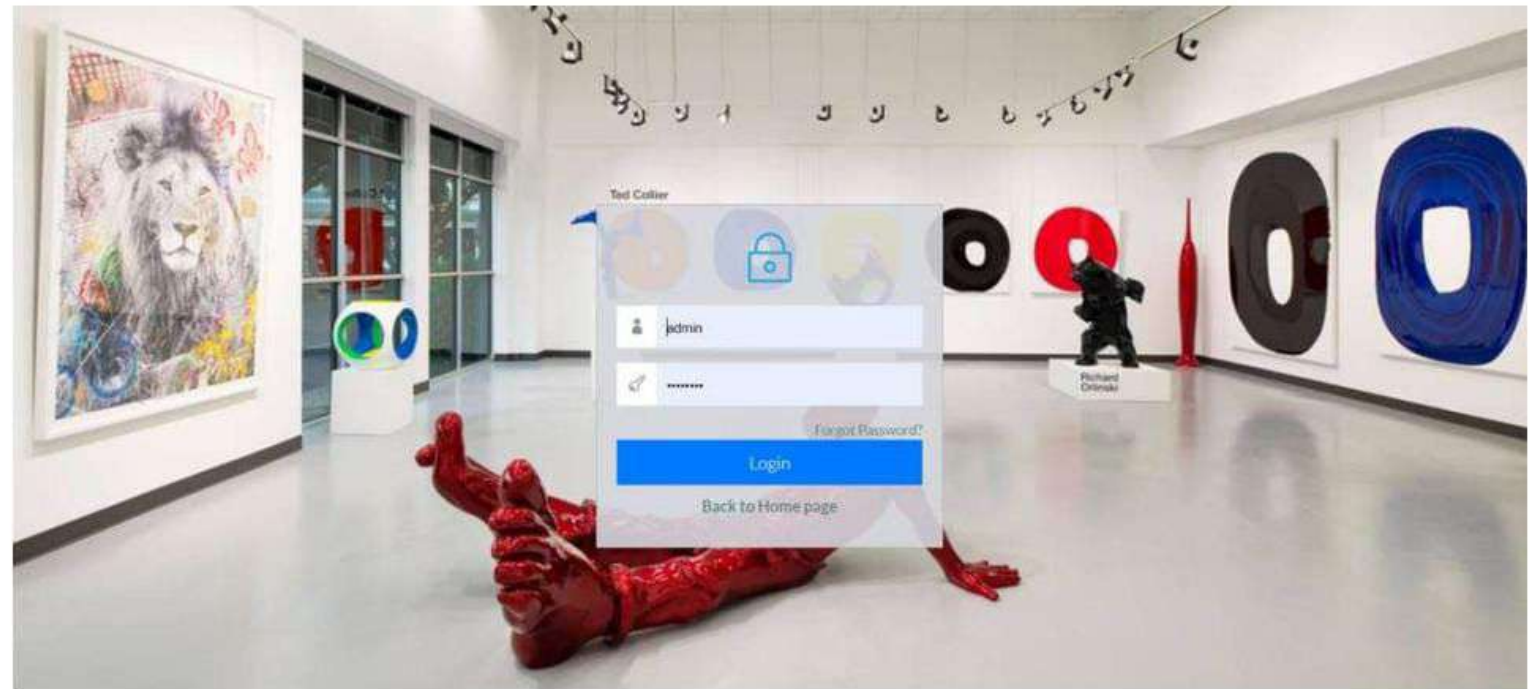 Ted Collier
admin
••••••••
Forgot Password?
Login
Back to Home page
Richard
Orlinski